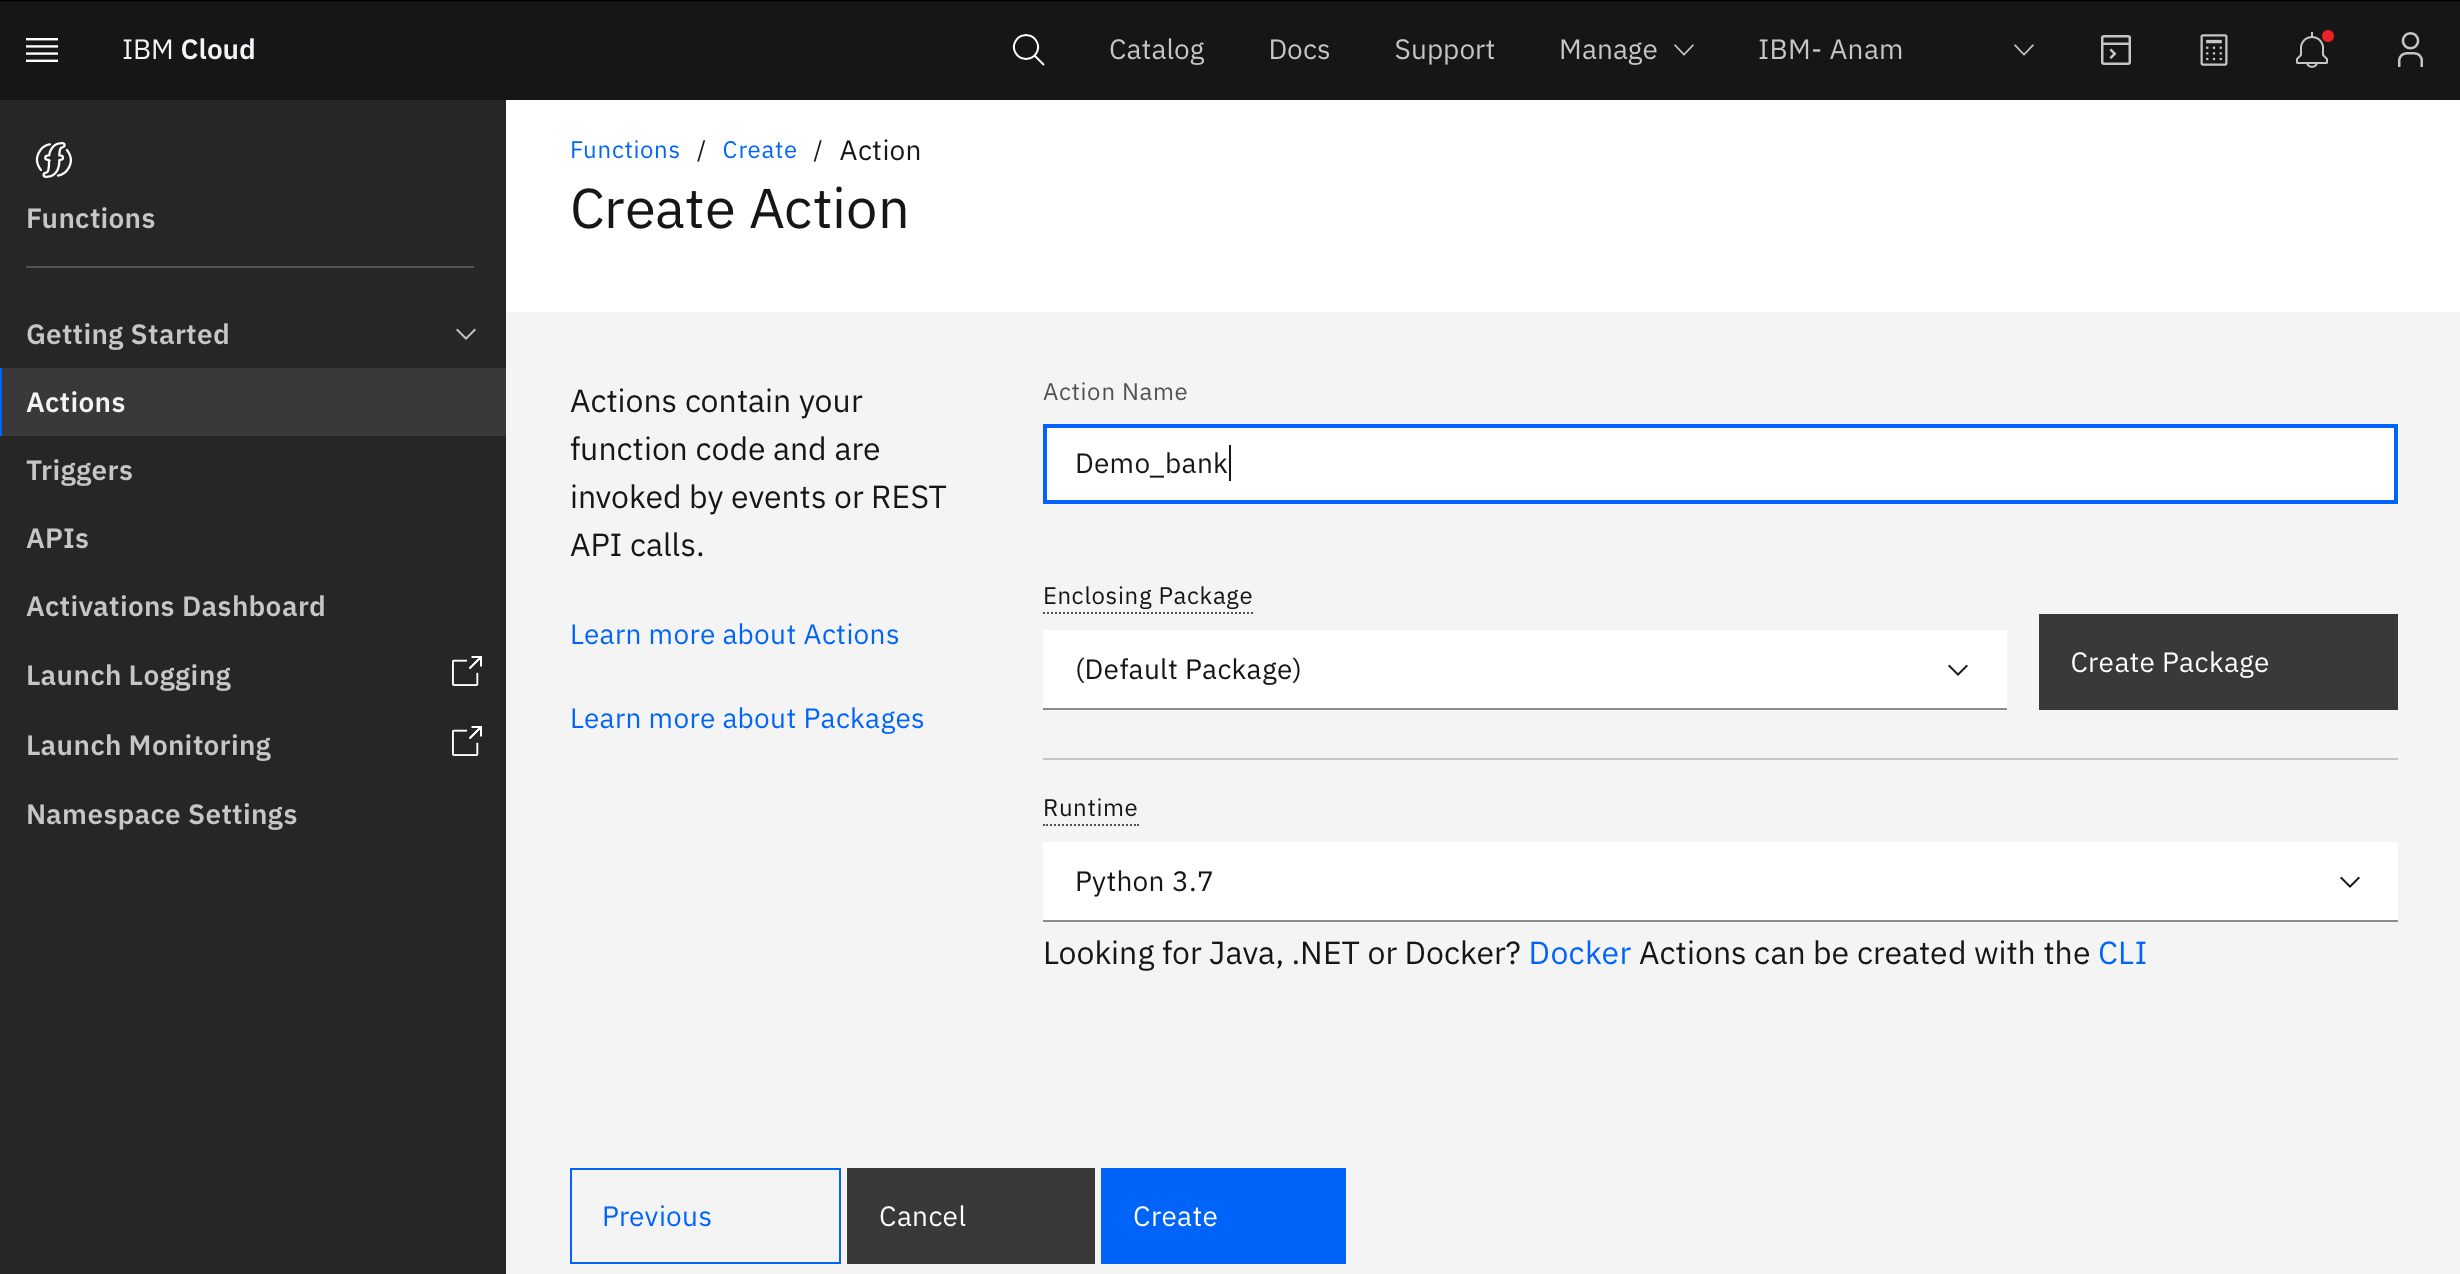 IBM Cloud
Catalog
Docs
Support
Manage
IBM- Anam
Functions
Getting Started
Actions
Triggers
APIs
Activations Dashboard
Launch Logging
Launch Monitoring
Namespace Settings
Functions / Create / Action
Create Action
Actions contain your
function code and are
invoked by events or REST
API calls.
Learn more about Actions
Learn more about Packages
Action Name
Demo_bank
Enclosing Package
(Default Package)
Create Package
Runtime
Python 3.7
Looking for Java, .NET or Docker? Docker Actions can be created with the CLI
Previous
Cancel
Create